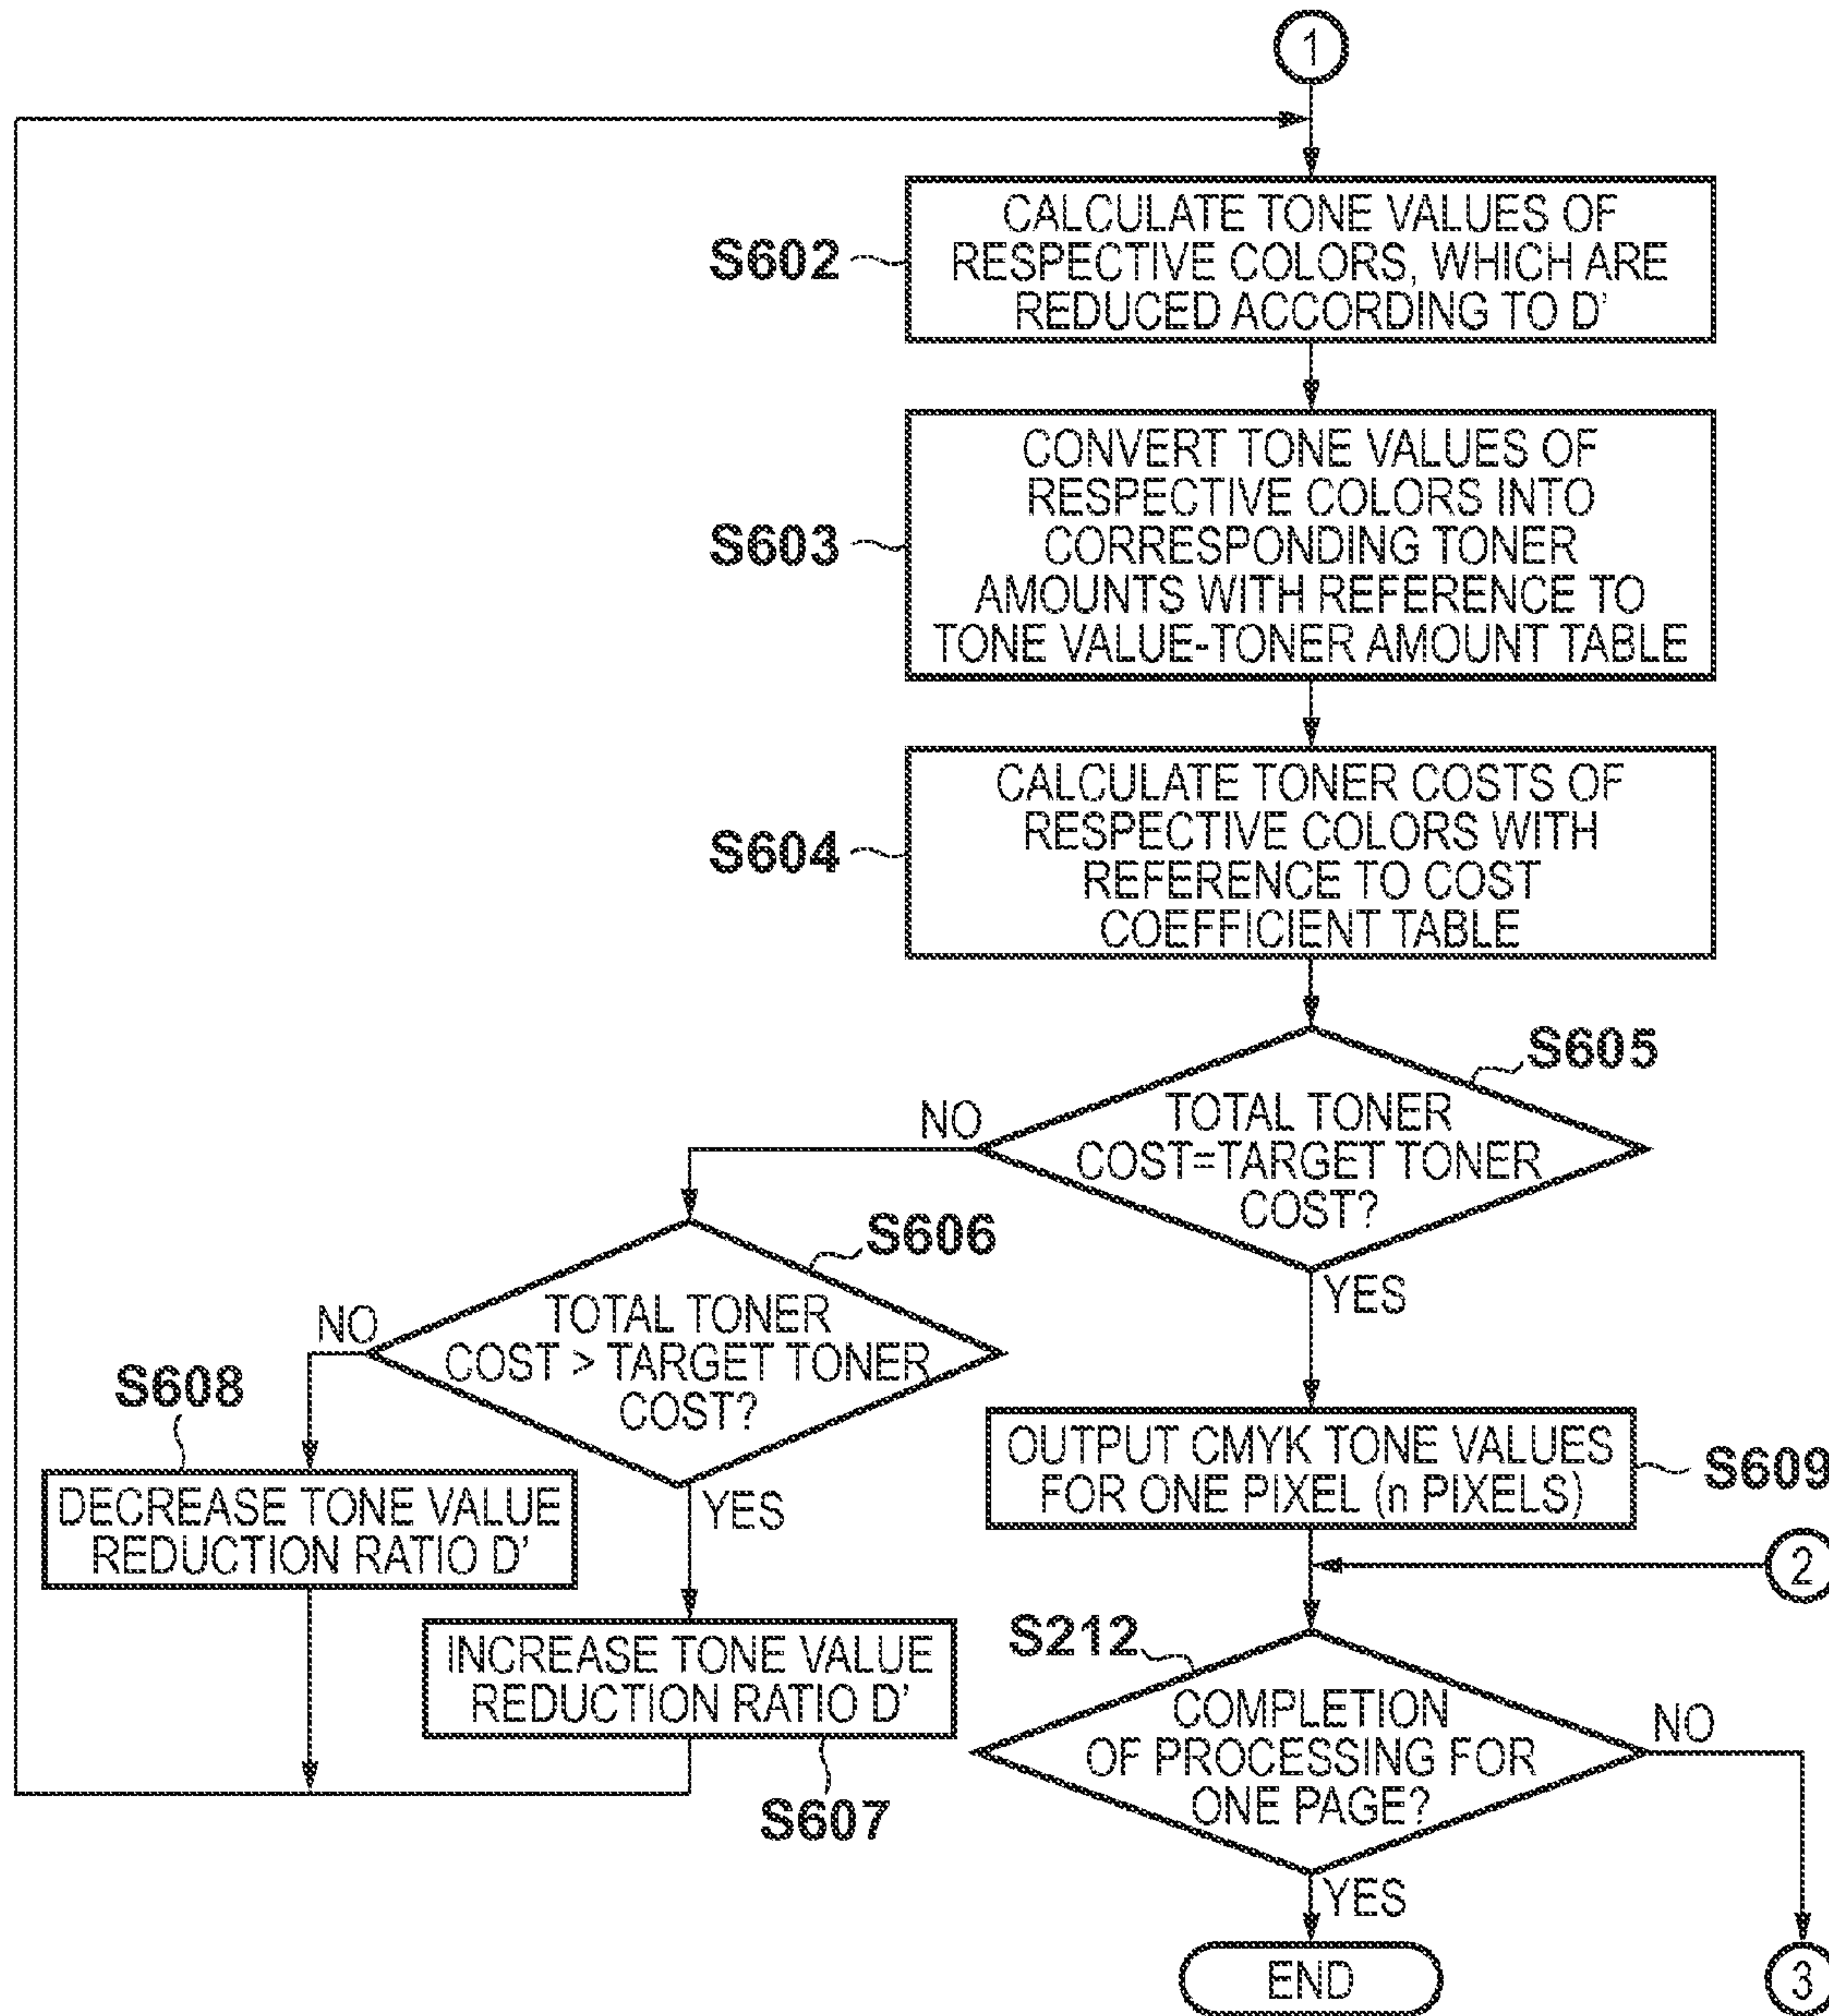 1
S602
CALCULATE TONE VALUES OF
RESPECTIVE COLORS, WHICH ARE
REDUCED ACCORDING TO D'
S603
CONVERT TONE VALUES OF
RESPECTIVE COLORS INTO
CORRESPONDING TONER
AMOUNTS WITH REFERENCE TO
TONE VALUE-TONER AMOUNT TABLE
S604
CALCULATE TONER COSTS OF
RESPECTIVE COLORS WITH
REFERENCE TO COST
COEFFICIENT TABLE
S605
TOTAL TONER
COST=TARGET TONER
COST?
NO
YES
S606
TOTAL TONER
COST > TARGET TONER
COST?
NO
YES
S608
DECREASE TONE VALUE
REDUCTION RATIO D'
INCREASE TONE VALUE
REDUCTION RATIO D'
S607
OUTPUT CMYK TONE VALUES
FOR ONE PIXEL (n PIXELS)
S609
2
S212
COMPLETION
OF PROCESSING FOR
ONE PAGE?
NO
YES
END
3